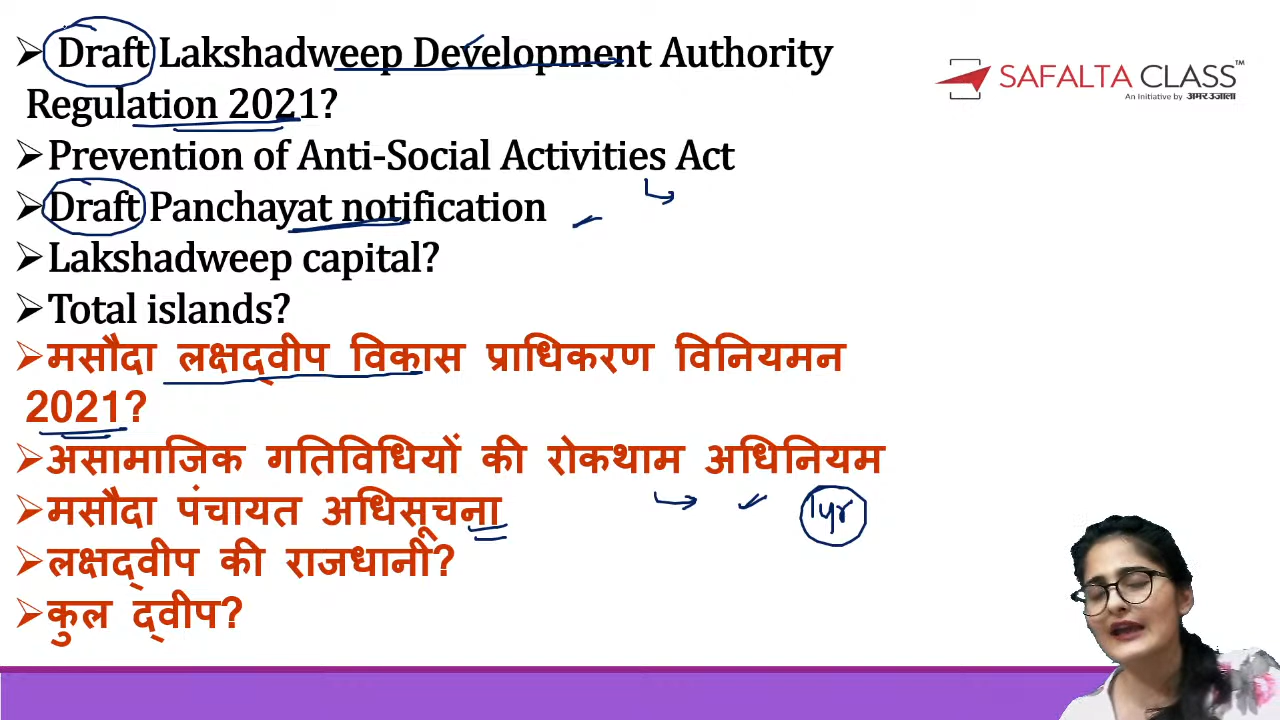 ➢Draft Lakshadweep Development Authority
Regulation 2021?
➢Prevention of Anti-Social Activities Act
➢Draft Panchayat notification
➢Lakshadweep capital?
➢Total islands?
➢मसौदा लक्षद्वीप विकास प्राधिकरण विनियमन
2021?
➢असामाजिक गतिविधियों की रोकथाम अधिनियम
➢मसौदा पंचायत अधिसूचना
1yr
➢लक्षद्वीप की राजधानी?
➢कुल द्वीप?
SAFALTA CLASS™
An Initiative by अमर उजाला